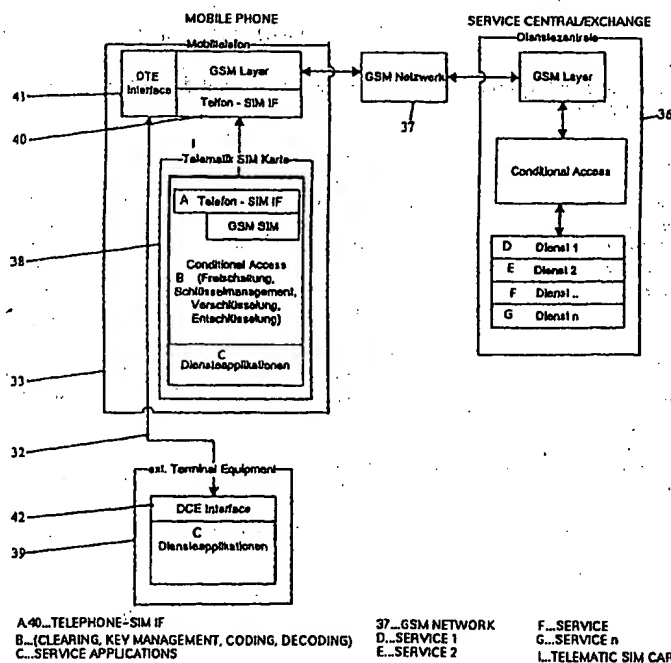 MOBILE PHONE
SERVICE CENTRAL/EXCHANGE
Mobiltelefon
Dienstezentrale
DTE
Interface
GSM Layer
Telfon - SIM IF
GSM Netzwerk
GSM Layer
41
40
37
36
I
Telematik SIM Karte
A Telefon - SIM IF
GSM SIM
Conditional Access
B (Freischaltung,
Schlüsselmanagement,
Verschlüsselung,
Entschlüsselung)
C
Diensteapplikationen
Conditional Access
D Dienst 1
E Dienst 2
F Dienst ..
G Dienst n
38
33
32
ext. Terminal Equipment
42
DCE Interface
C
Diensteapplikationen
39
A,40...TELEPHONE-SIM IF
B...(CLEARING, KEY MANAGEMENT, CODING, DECODING)
C...SERVICE APPLICATIONS
37...GSM NETWORK
D...SERVICE 1
E...SERVICE 2
F...SERVICE
G...SERVICE n
I...TELEMATIC SIM CAR